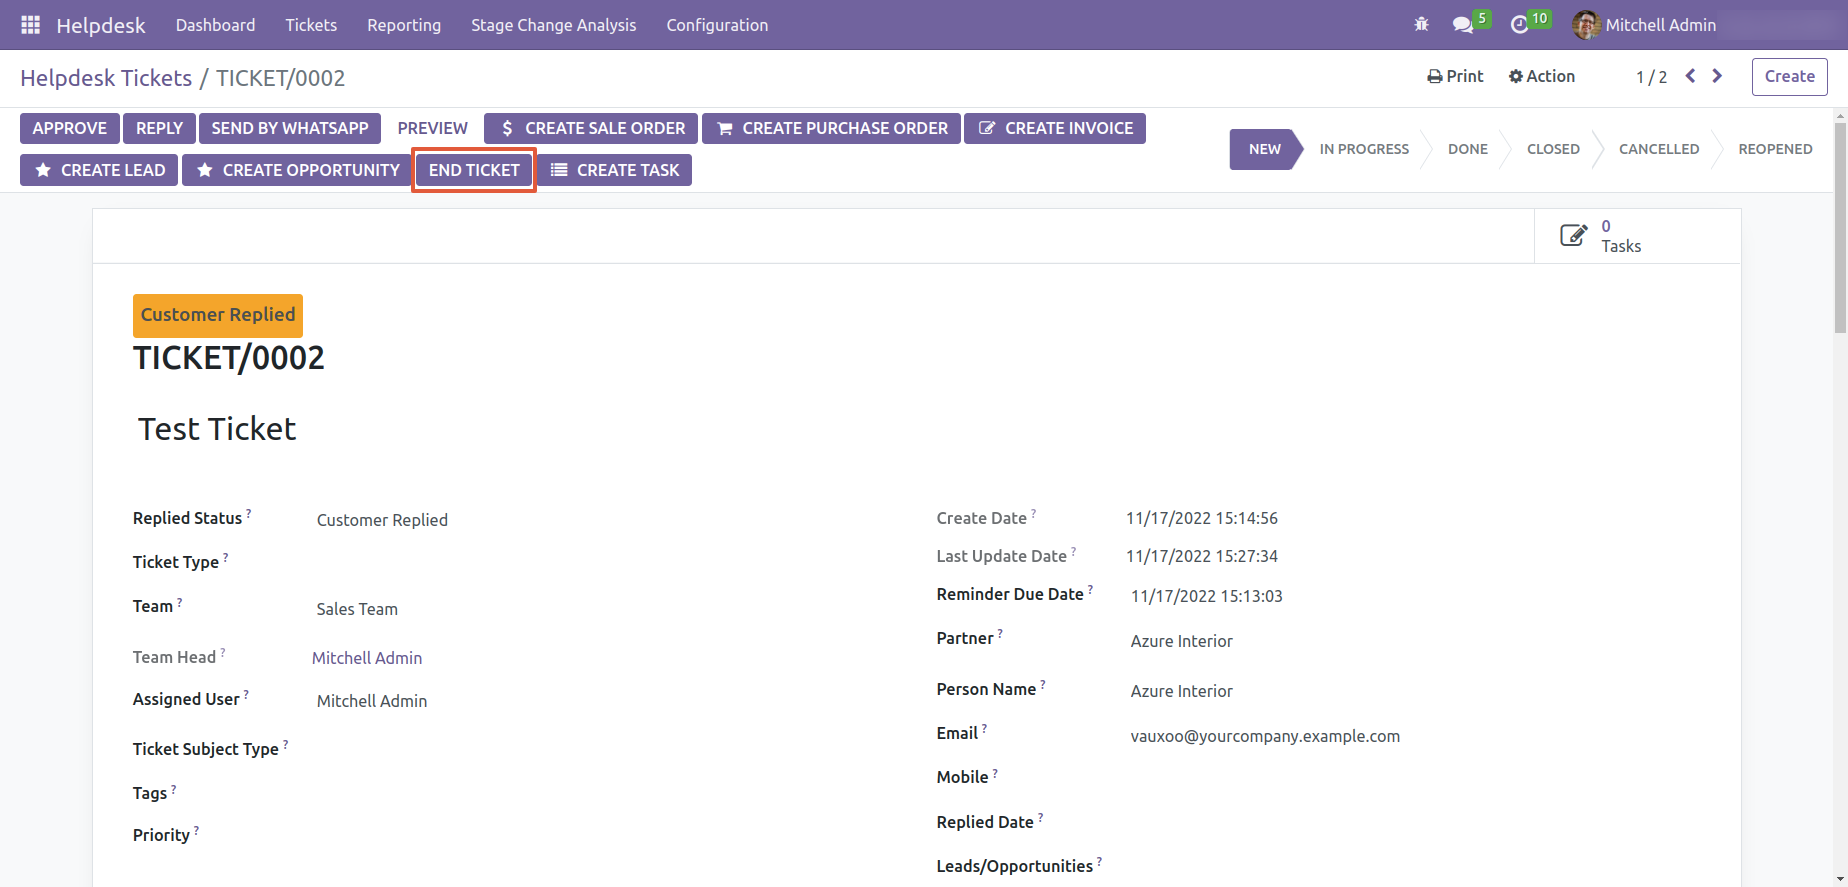 Helpdesk Dashboard Tickets Reporting Stage Change Analysis Configuration 5 10 Mitchell Admin
Helpdesk Tickets / TICKET/0002 Print Action 1 / 2 Create
APPROVE REPLY SEND BY WHATSAPP PREVIEW $ CREATE SALE ORDER CREATE PURCHASE ORDER CREATE INVOICE
NEW IN PROGRESS DONE CLOSED CANCELLED REOPENED
CREATE LEAD CREATE OPPORTUNITY END TICKET CREATE TASK
0
Tasks
Customer Replied
TICKET/0002
Test Ticket
Replied Status ? Customer Replied
Ticket Type ?
Team ? Sales Team
Team Head ? Mitchell Admin
Assigned User ? Mitchell Admin
Ticket Subject Type ?
Tags ?
Priority ?
Create Date ? 11/17/2022 15:14:56
Last Update Date ? 11/17/2022 15:27:34
Reminder Due Date ? 11/17/2022 15:13:03
Partner ? Azure Interior
Person Name ? Azure Interior
Email ? vauxoo@yourcompany.example.com
Mobile ?
Replied Date ?
Leads/Opportunities ?